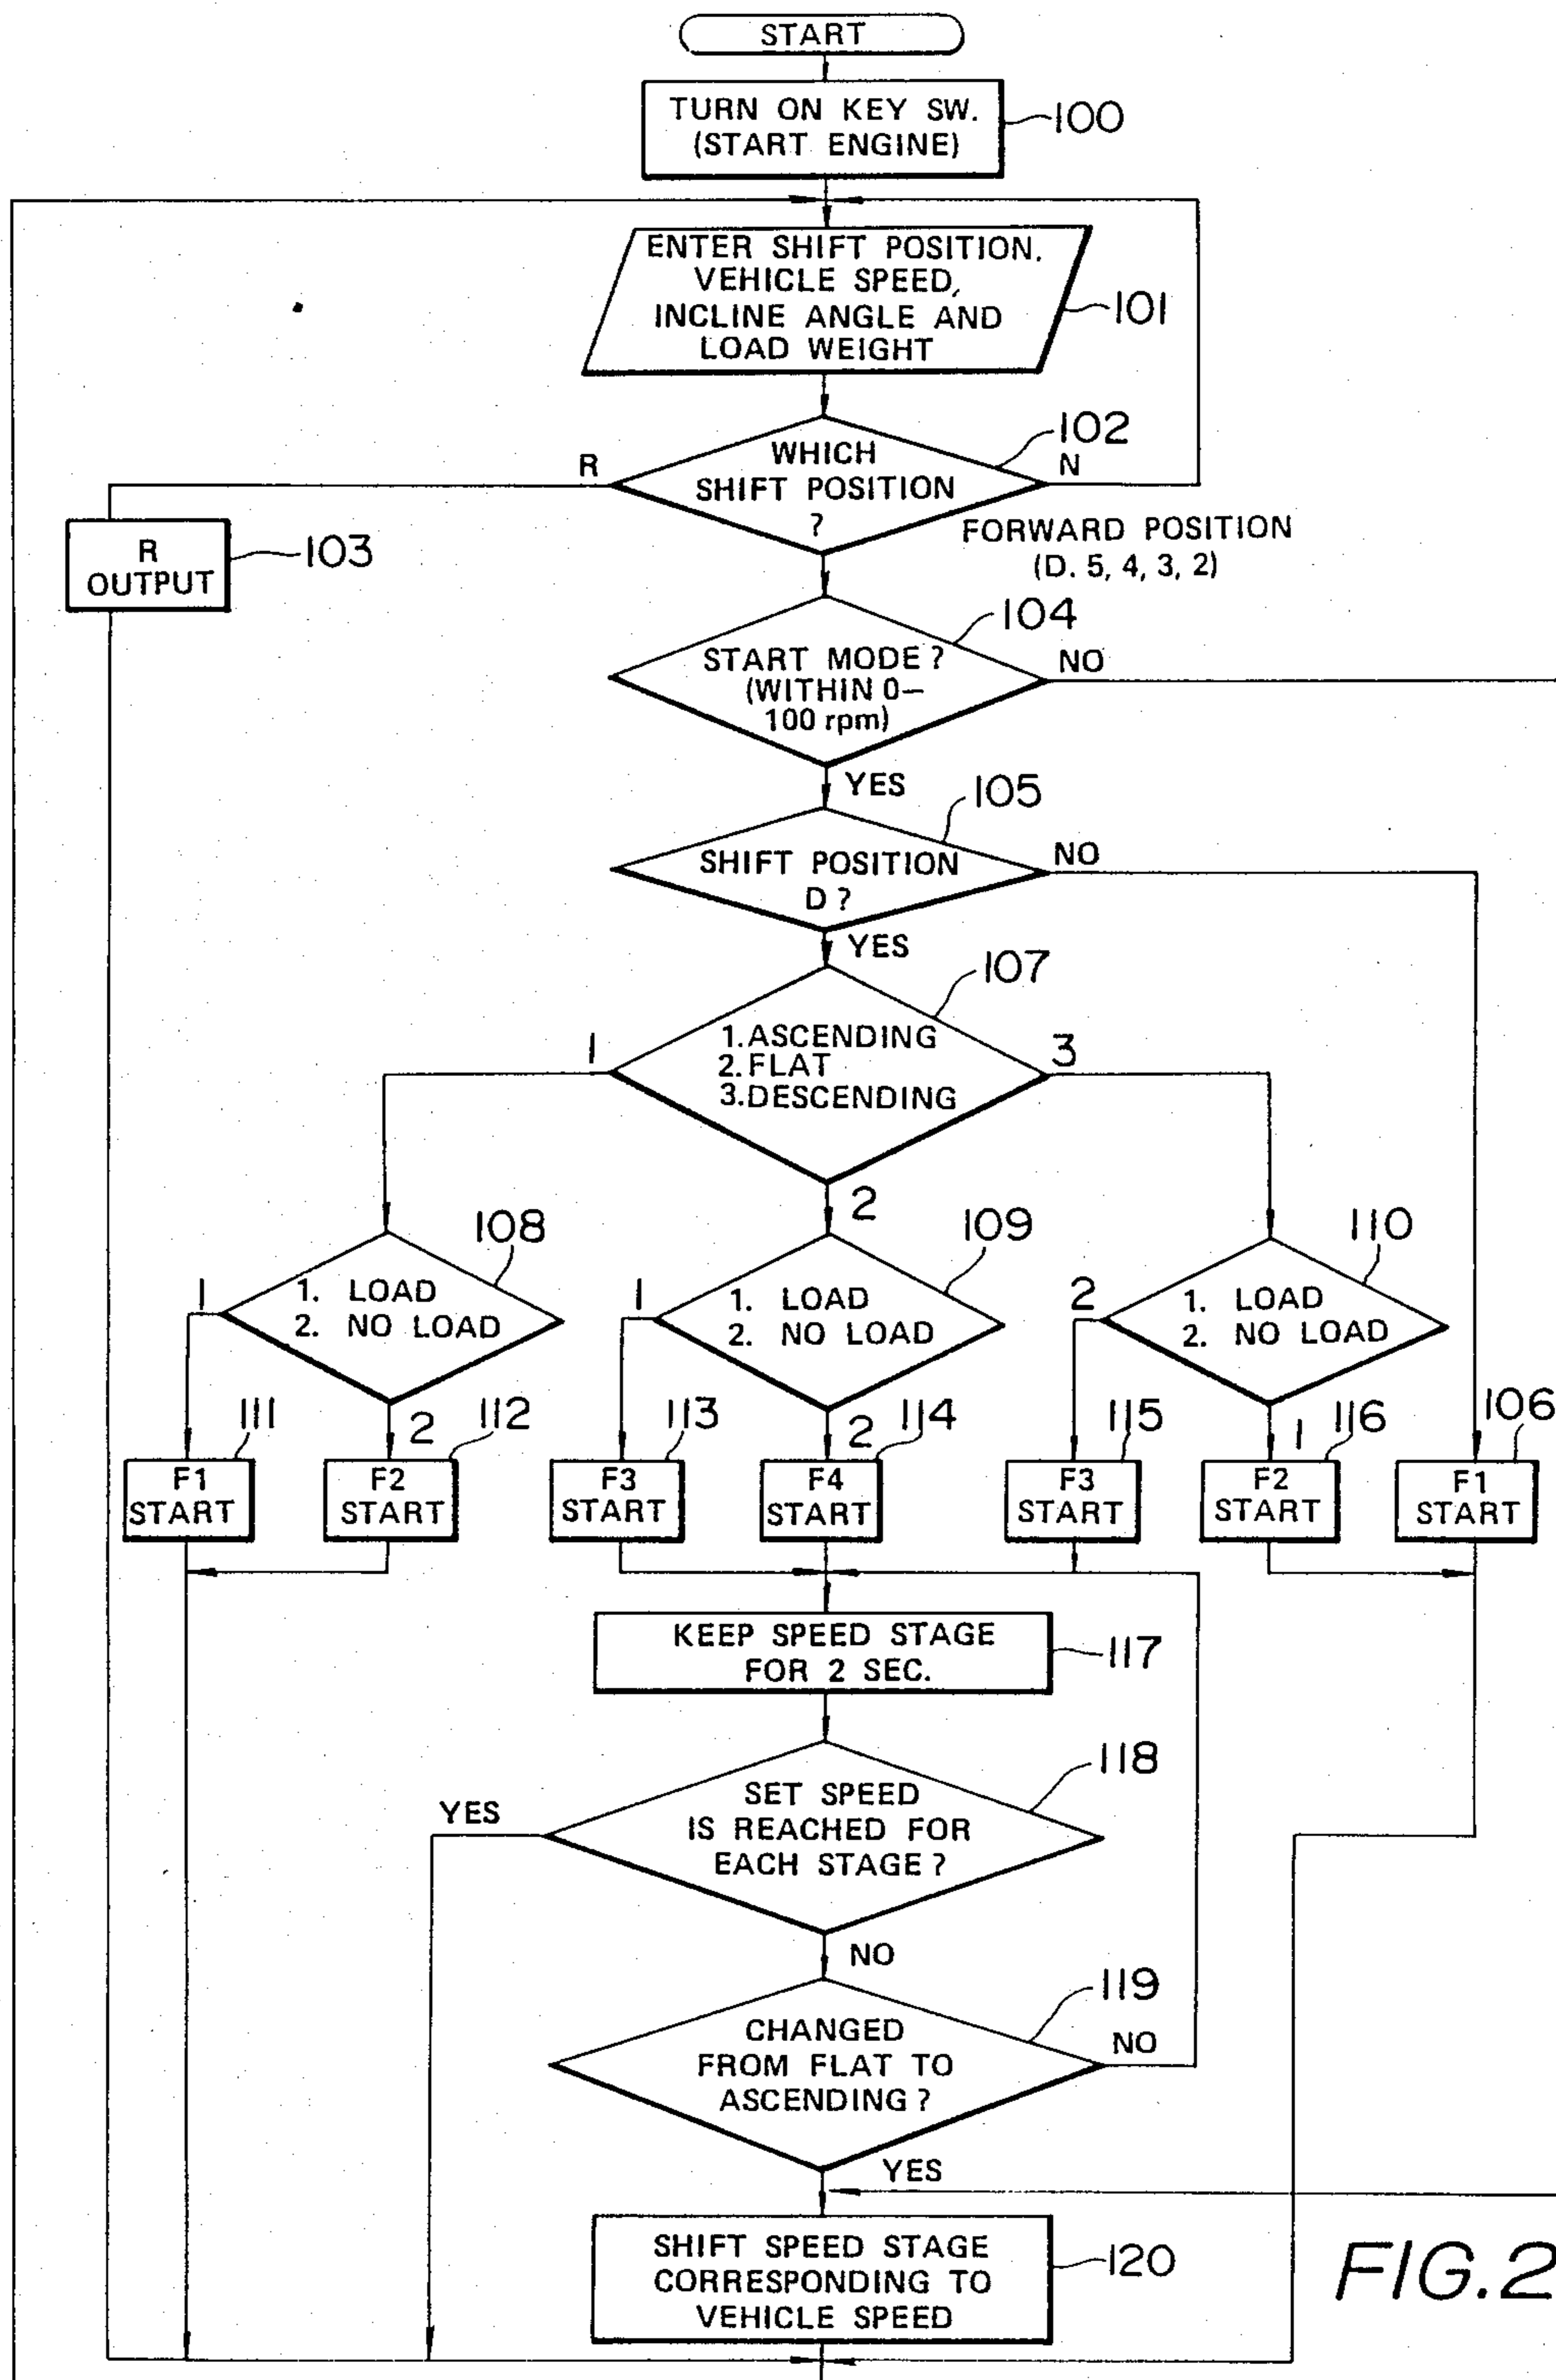 START
TURN ON KEY SW.
(START ENGINE)
100
ENTER SHIFT POSITION.
VEHICLE SPEED,
INCLINE ANGLE AND
LOAD WEIGHT
101
102
R
WHICH
SHIFT POSITION
?
N
FORWARD POSITION
(D. 5, 4, 3, 2)
R
OUTPUT
103
104
START MODE ?
(WITHIN 0–
100 rpm)
NO
YES
105
SHIFT POSITION
D ?
NO
YES
107
1
1. ASCENDING
2. FLAT
3. DESCENDING
3
2
108
1
1. LOAD
2. NO LOAD
109
1
1. LOAD
2. NO LOAD
110
2
1. LOAD
2. NO LOAD
111
2
112
113
2
114
115
1
116
106
F1
START
F2
START
F3
START
F4
START
F3
START
F2
START
F1
START
KEEP SPEED STAGE
FOR 2 SEC.
117
118
YES
SET SPEED
IS REACHED FOR
EACH STAGE ?
NO
119
CHANGED
FROM FLAT TO
ASCENDING ?
NO
YES
SHIFT SPEED STAGE
CORRESPONDING TO
VEHICLE SPEED
120
FIG.2